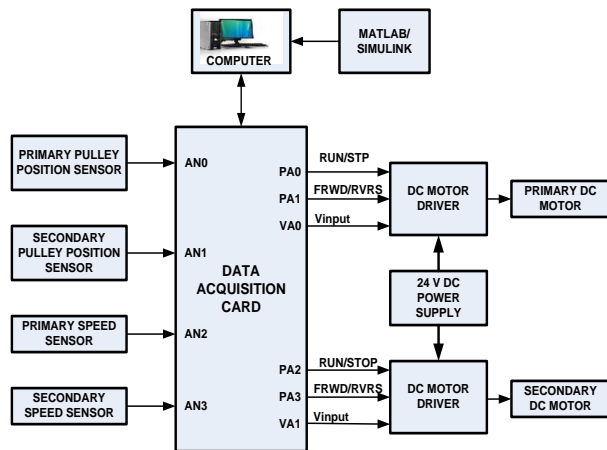 COMPUTER
MATLAB/
SIMULINK
PRIMARY PULLEY
POSITION SENSOR
SECONDARY
PULLEY POSITION
SENSOR
PRIMARY SPEED
SENSOR
SECONDARY
SPEED SENSOR
AN0
AN1
AN2
AN3
DATA
ACQUISITION
CARD
PA0
PA1
VA0
PA2
PA3
VA1
RUN/STP
FRWD/RVRS
Vinput
DC MOTOR
DRIVER
PRIMARY DC
MOTOR
24 V DC
POWER
SUPPLY
RUN/STOP
FRWD/RVRS
Vinput
DC MOTOR
DRIVER
SECONDARY
DC MOTOR